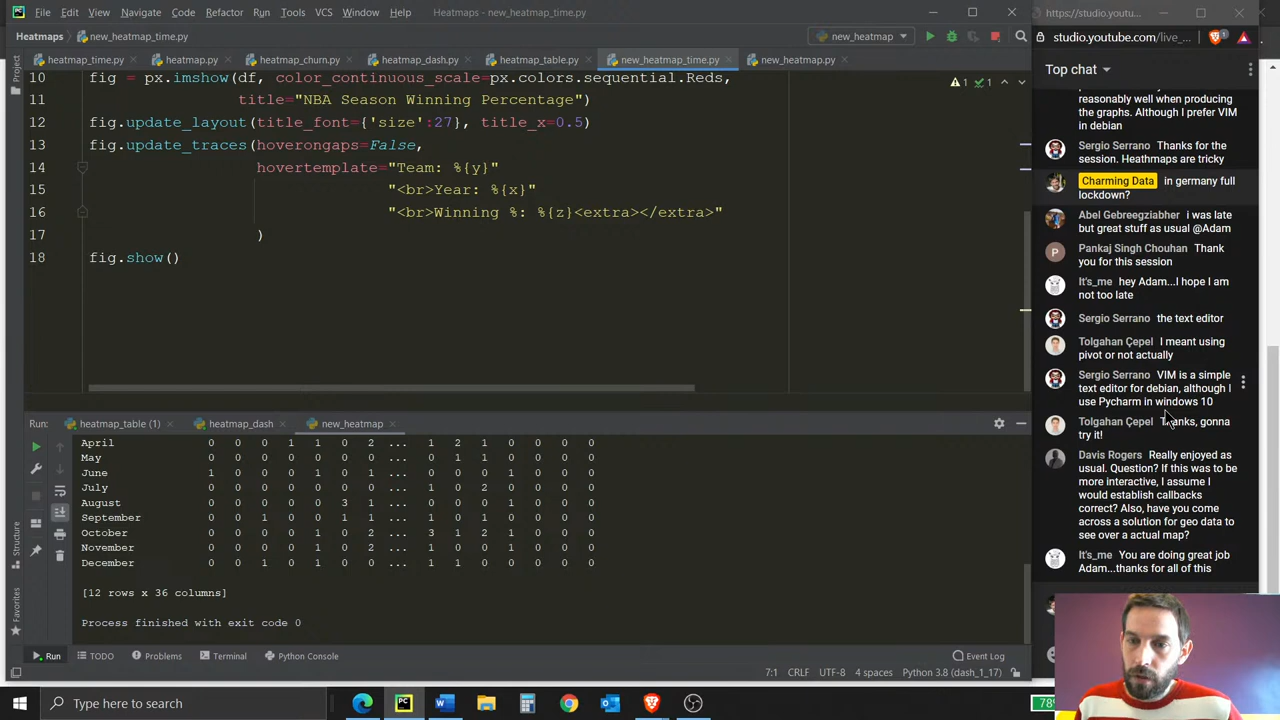 File Edit View Navigate Code Refactor Run Tools VCS Window Help Heatmaps - new_heatmap_time.py
https://studio.youtu...
Heatmaps new_heatmap_time.py new_heatmap
studio.youtube.com/live_...
heatmap_time.py heatmap.py heatmap_churn.py heatmap_dash.py heatmap_table.py new_heatmap_time.py new_heatmap.py
Top chat
10 fig = px.imshow(df, color_continuous_scale=px.colors.sequential.Reds,
11 title="NBA Season Winning Percentage")
12 fig.update_layout(title_font={'size':27}, title_x=0.5)
13 fig.update_traces(hoverongaps=False,
14 hovertemplate="Team: %{y}"
15 "<br>Year: %{x}"
16 "<br>Winning %: %{z}<extra></extra>"
17 )
18 fig.show()
1 1
reasonably well when producing
the graphs. Although I prefer VIM
in debian
Sergio Serrano Thanks for the
session. Heathmaps are tricky
Charming Data in germany full
lockdown?
Abel Gebreegziabher i was late
but great stuff as usual @Adam
Pankaj Singh Chouhan Thank
you for this session
It's_me hey Adam...I hope I am
not too late
Sergio Serrano the text editor
Tolgahan Çepel I meant using
pivot or not actually
Sergio Serrano VIM is a simple
text editor for debian, although I
use Pycharm in windows 10
Tolgahan Çepel Thanks, gonna
try it!
Davis Rogers Really enjoyed as
usual. Question? If this was to be
more interactive, I assume I
would establish callbacks
correct? Also, have you come
across a solution for geo data to
see over a actual map?
It's_me You are doing great job
Adam...thanks for all of this
Run: heatmap_table (1) heatmap_dash new_heatmap
April 0 0 0 1 1 0 2 ... 1 2 1 0 0 0 0
May 0 0 0 0 0 0 0 ... 0 1 1 0 0 0 0
June 1 0 0 0 1 0 1 ... 0 0 0 1 0 0 0
July 0 0 0 0 0 0 0 ... 1 0 2 0 0 0 0
August 0 0 0 0 0 3 1 ... 0 0 0 1 0 0 0
September 0 0 1 0 0 1 1 ... 1 0 1 0 0 0 0
October 0 0 0 0 1 0 2 ... 3 1 2 1 0 0 0
November 0 0 0 0 1 0 2 ... 1 0 0 1 0 0 0
December 0 0 1 0 1 0 0 ... 1 1 0 0 0 0 0
[12 rows x 36 columns]
Process finished with exit code 0
Project
Structure
Favorites
Run TODO Problems Terminal Python Console Event Log
7:1 CRLF UTF-8 4 spaces Python 3.8 (dash_1_17)
Type here to search
78%